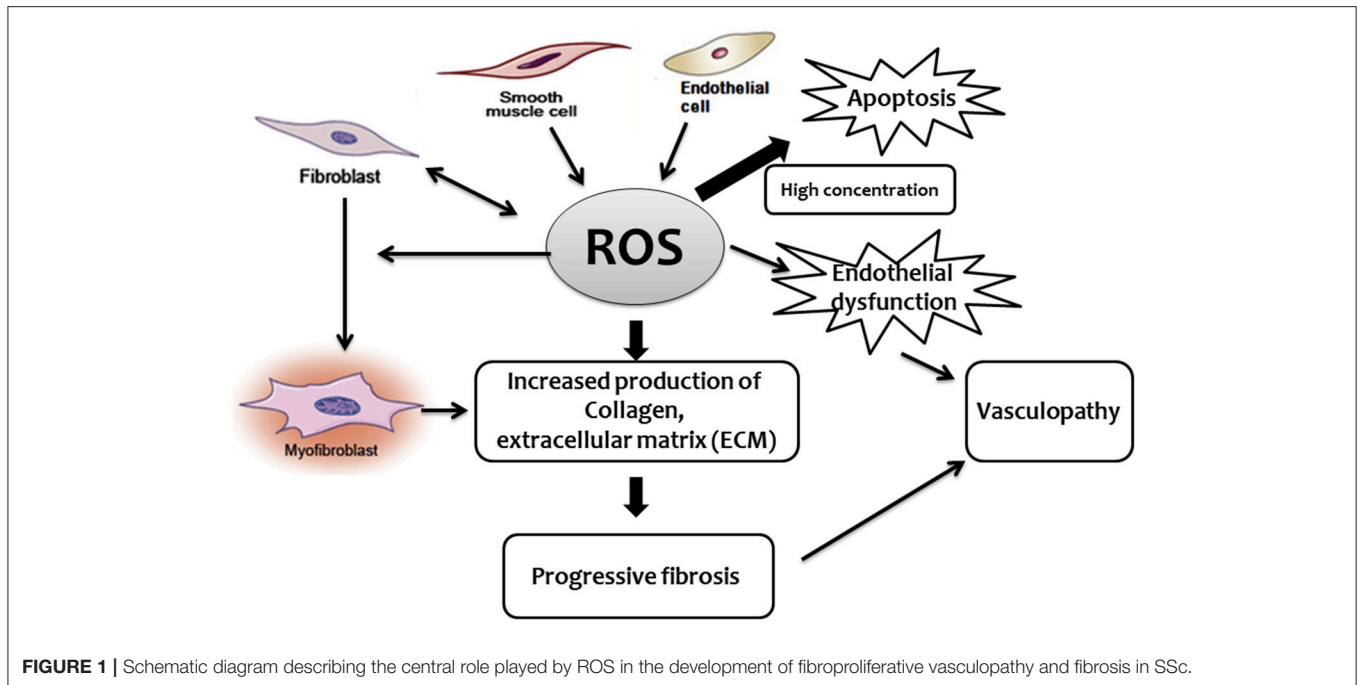 Smooth
muscle cell
Endothelial
cell
Apoptosis
Fibroblast
High concentration
ROS
Endothelial
dysfunction
Increased production of
Collagen,
extracellular matrix (ECM)
Vasculopathy
Myofibroblast
Progressive fibrosis
FIGURE 1 | Schematic diagram describing the central role played by ROS in the development of fibroproliferative vasculopathy and fibrosis in SSc.